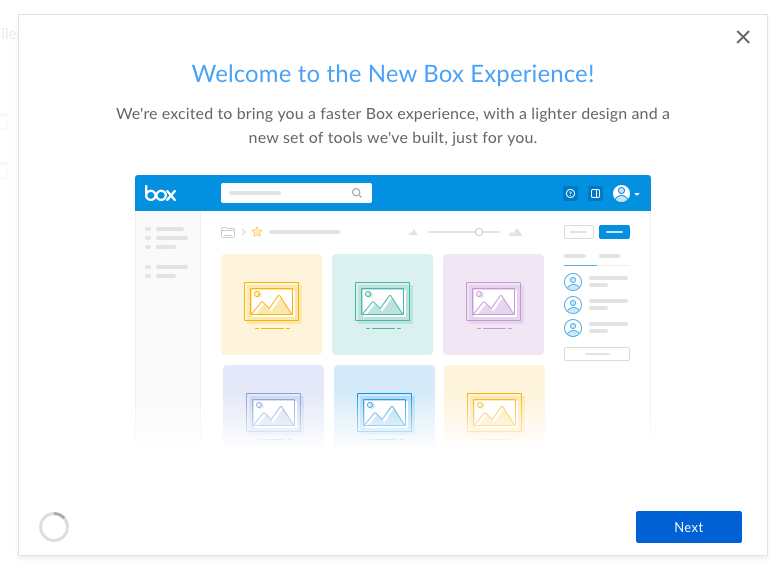 ile
Welcome to the New Box Experience!
We're excited to bring you a faster Box experience, with a lighter design and a
new set of tools we've built, just for you.
box
Next